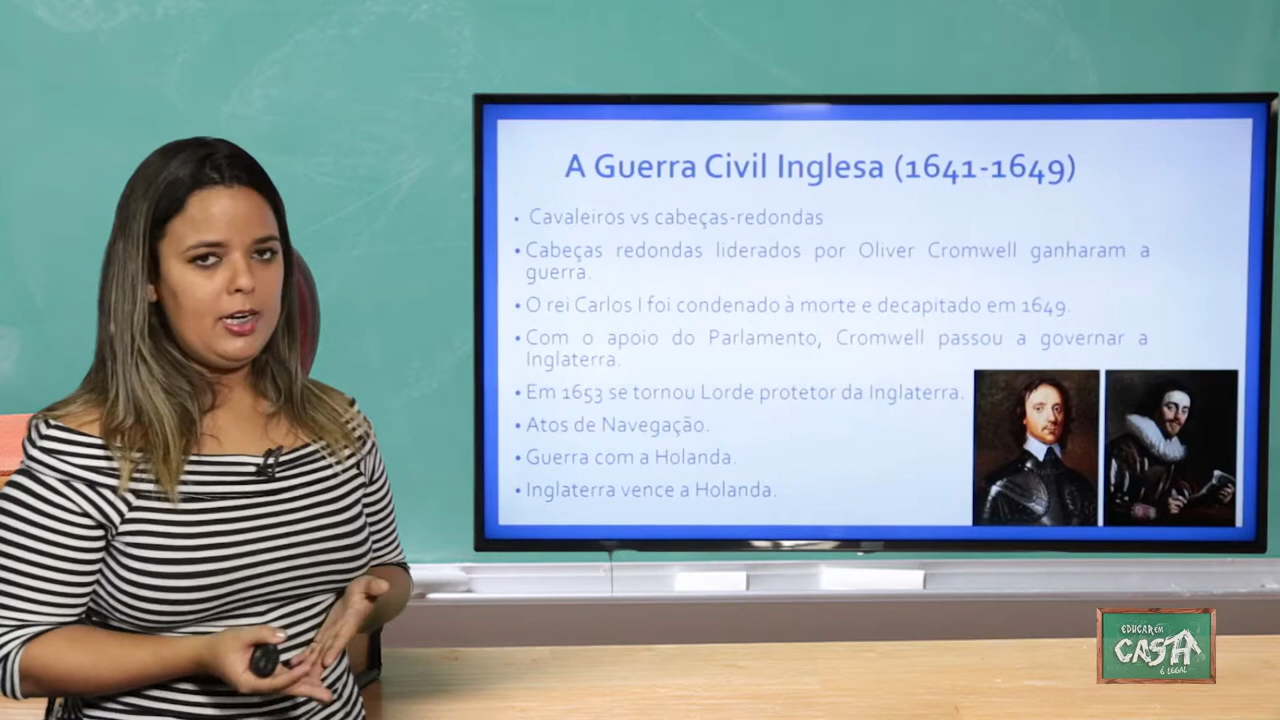 A Guerra Civil Inglesa (1641-1649)
• Cavaleiros vs cabeças-redondas
• Cabeças redondas liderados por Oliver Cromwell ganharam a
guerra.
• O rei Carlos I foi condenado à morte e decapitado em 1649.
• Com o apoio do Parlamento, Cromwell passou a governar a
Inglaterra.
• Em 1653 se tornou Lorde protetor da Inglaterra.
• Atos de Navegação.
• Guerra com a Holanda.
• Inglaterra vence a Holanda.
EDUCAR EM
CASA
É LEGAL